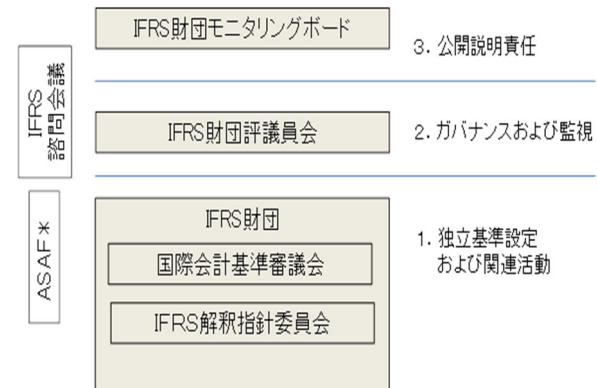 IFRS財団モニタリングボード
3. 公開説明責任
IFRS
諮問会議
IFRS財団評議員会
2. ガバナンスおよび監視
ASAF*
IFRS財団
国際会計基準審議会
IFRS解釈指針委員会
1. 独立基準設定
および関連活動